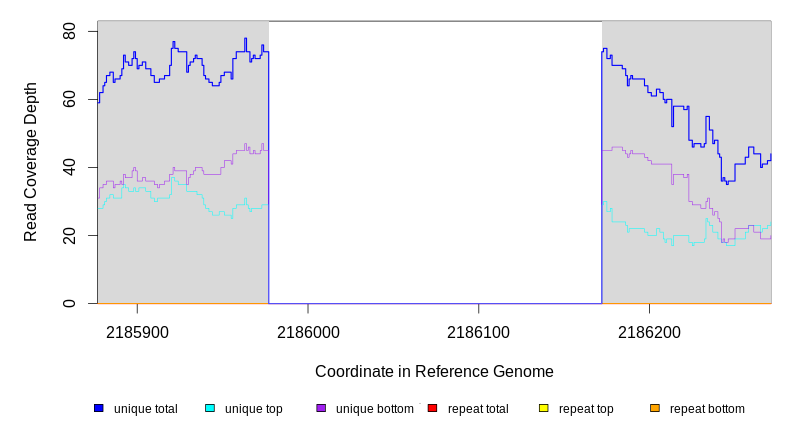 80
60
40
20
0
Read Coverage Depth
2185900 2186000 2186100 2186200
Coordinate in Reference Genome
unique total unique top unique bottom repeat total repeat top repeat bottom